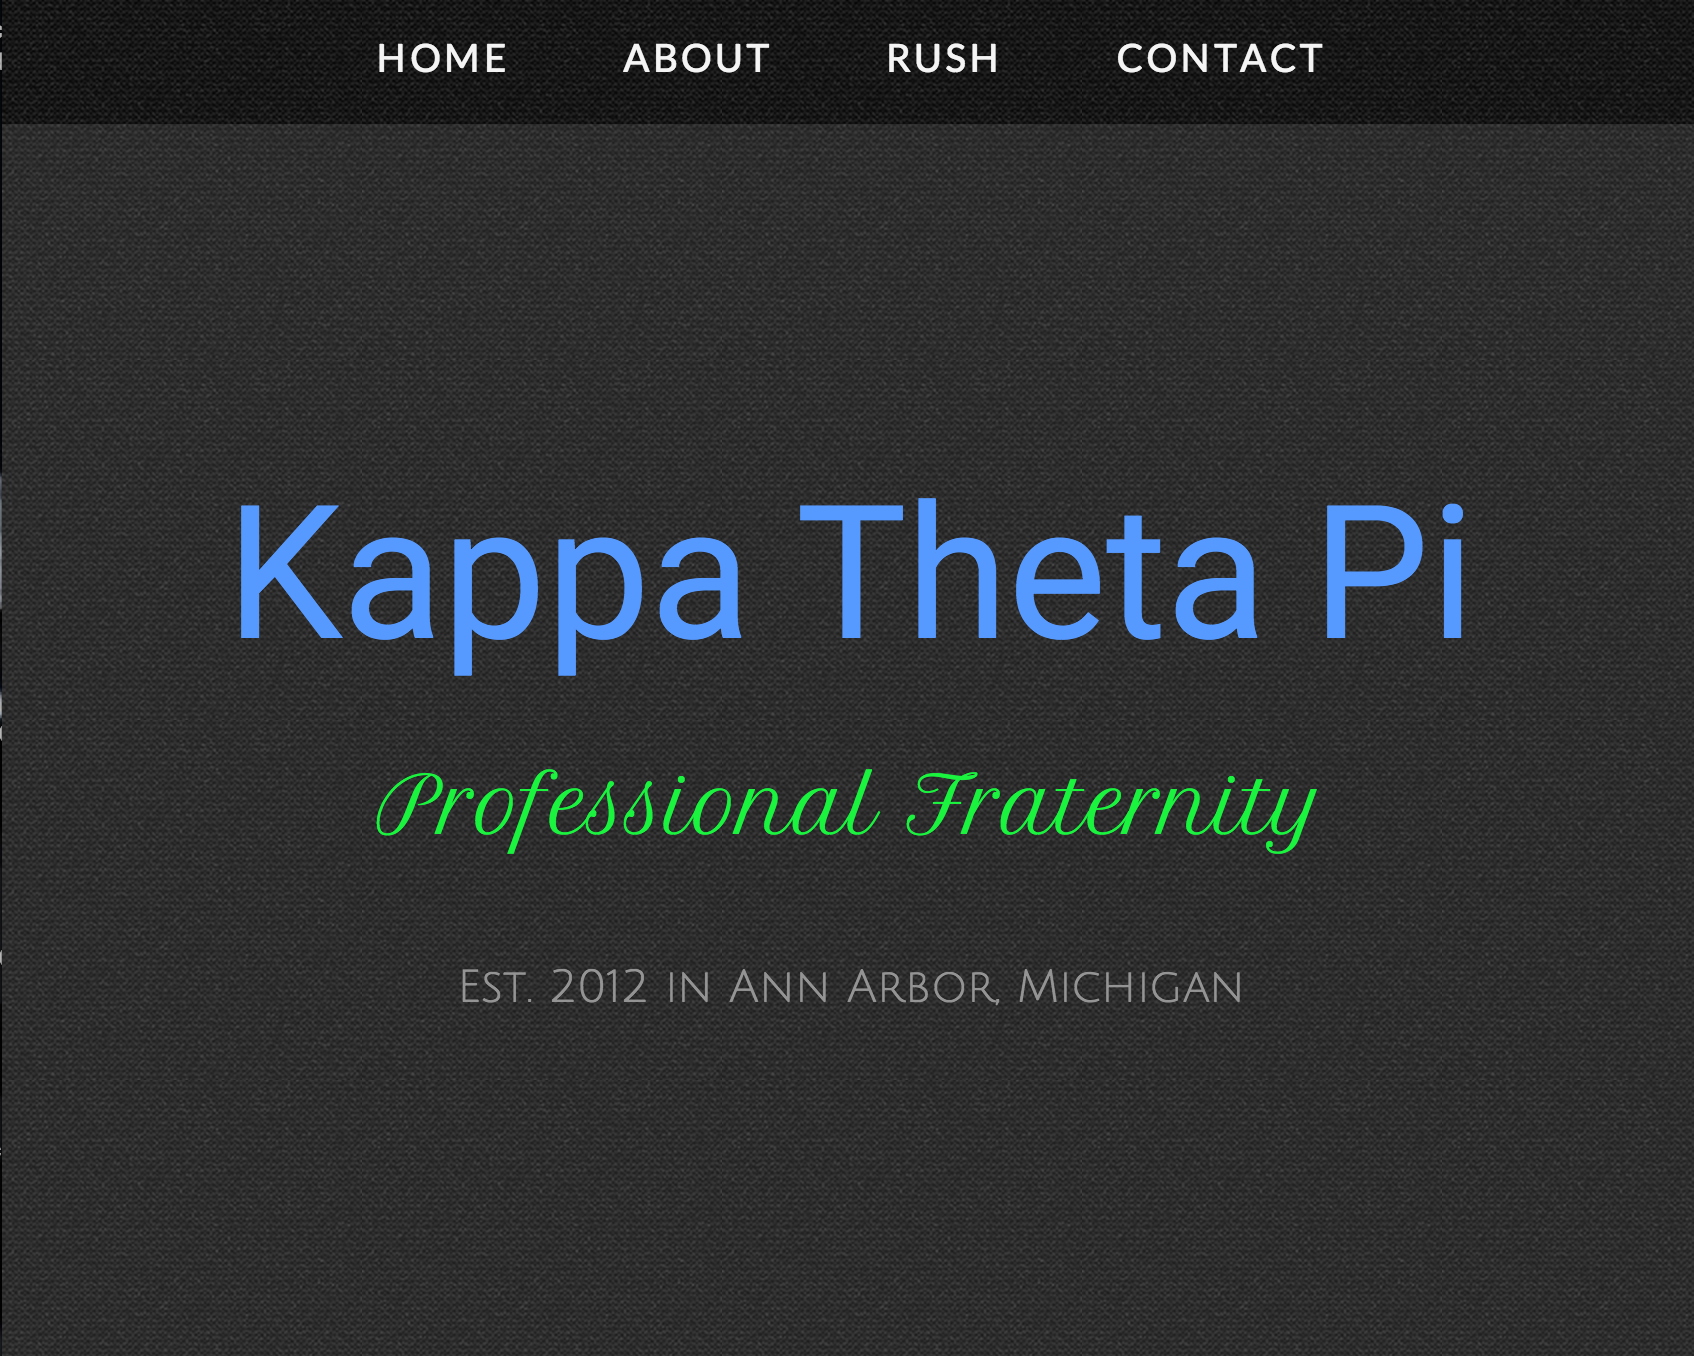 HOME ABOUT RUSH CONTACT
Kappa Theta Pi
Professional Fraternity
Est. 2012 in Ann Arbor, Michigan